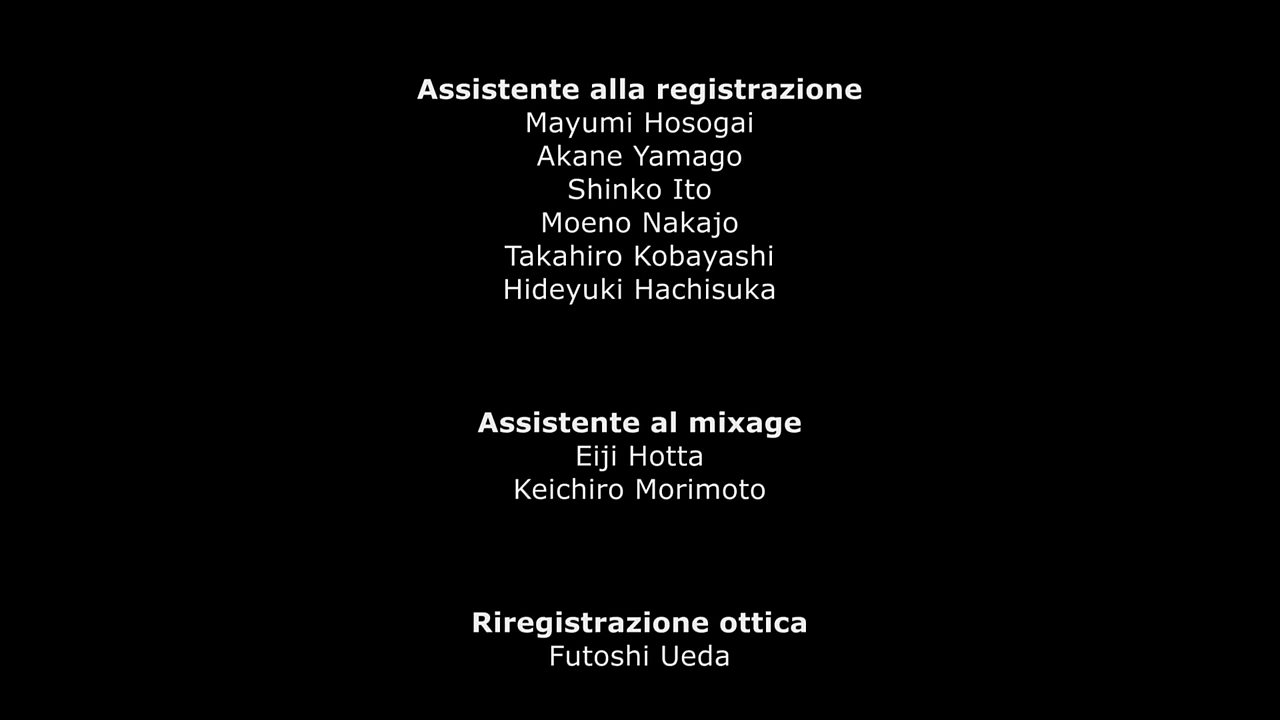 Assistente alla registrazione
Mayumi Hosogai
Akane Yamago
Shinko Ito
Moeno Nakajo
Takahiro Kobayashi
Hideyuki Hachisuka
Assistente al mixage
Eiji Hotta
Keichiro Morimoto
Riregistrazione ottica
Futoshi Ueda